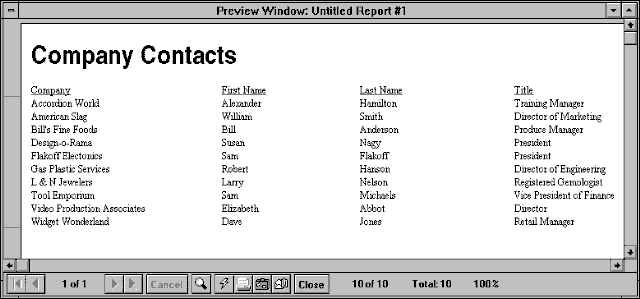 Preview Window: Untitled Report #1
Company Contacts
Company First Name Last Name Title
Accordion World Alexander Hamilton Training Manager
American Slag William Smith Director of Marketing
Bill's Fine Foods Bill Anderson Produce Manager
Design-o-Rama Susan Nagy President
Flakoff Electonics Sam Flakoff President
Gas Plastic Services Robert Hanson Director of Engineering
L & N Jewelers Larry Nelson Registered Gemologist
Tool Emporium Sam Michaels Vice President of Finance
Video Production Associates Elizabeth Abbot Director
Widget Wonderland Dave Jones Retail Manager
1 of 1 Cancel Close 10 of 10 Total: 10 100%